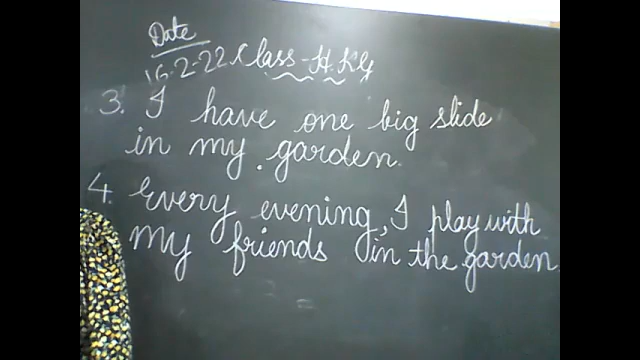 Date
16.2-22. Class-H.KG
3. I have one big slide
in my garden.
4. Every evening, I play with
my friends in the garden.